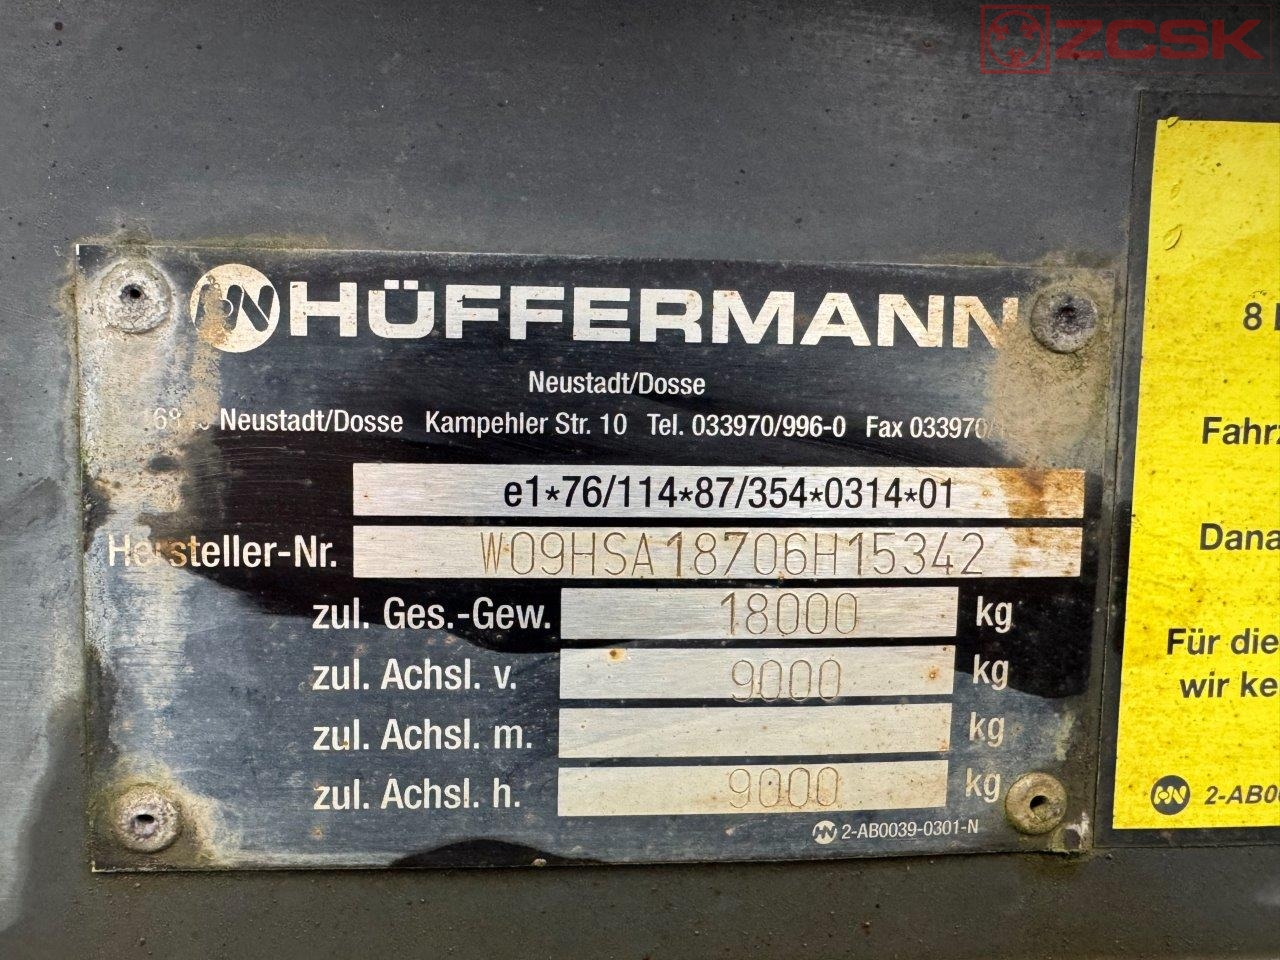 ZCSK
HÜFFERMANN
Neustadt/Dosse
Neustadt/Dosse Kampehler Str. 10 Tel. 033970/996-0 Fax 033970/
e1*76/114*87/354*0314*01
Hersteller-Nr. W09HSA18706H15342
zul. Ges.-Gew. 18000 kg
zul. Achsl. v. 9000 kg
zul. Achsl. m. kg
zul. Achsl. h. 9000 kg
2-AB0039-0301-N
8
Fahrz
Dana
Für die
wir ke
2-AB0